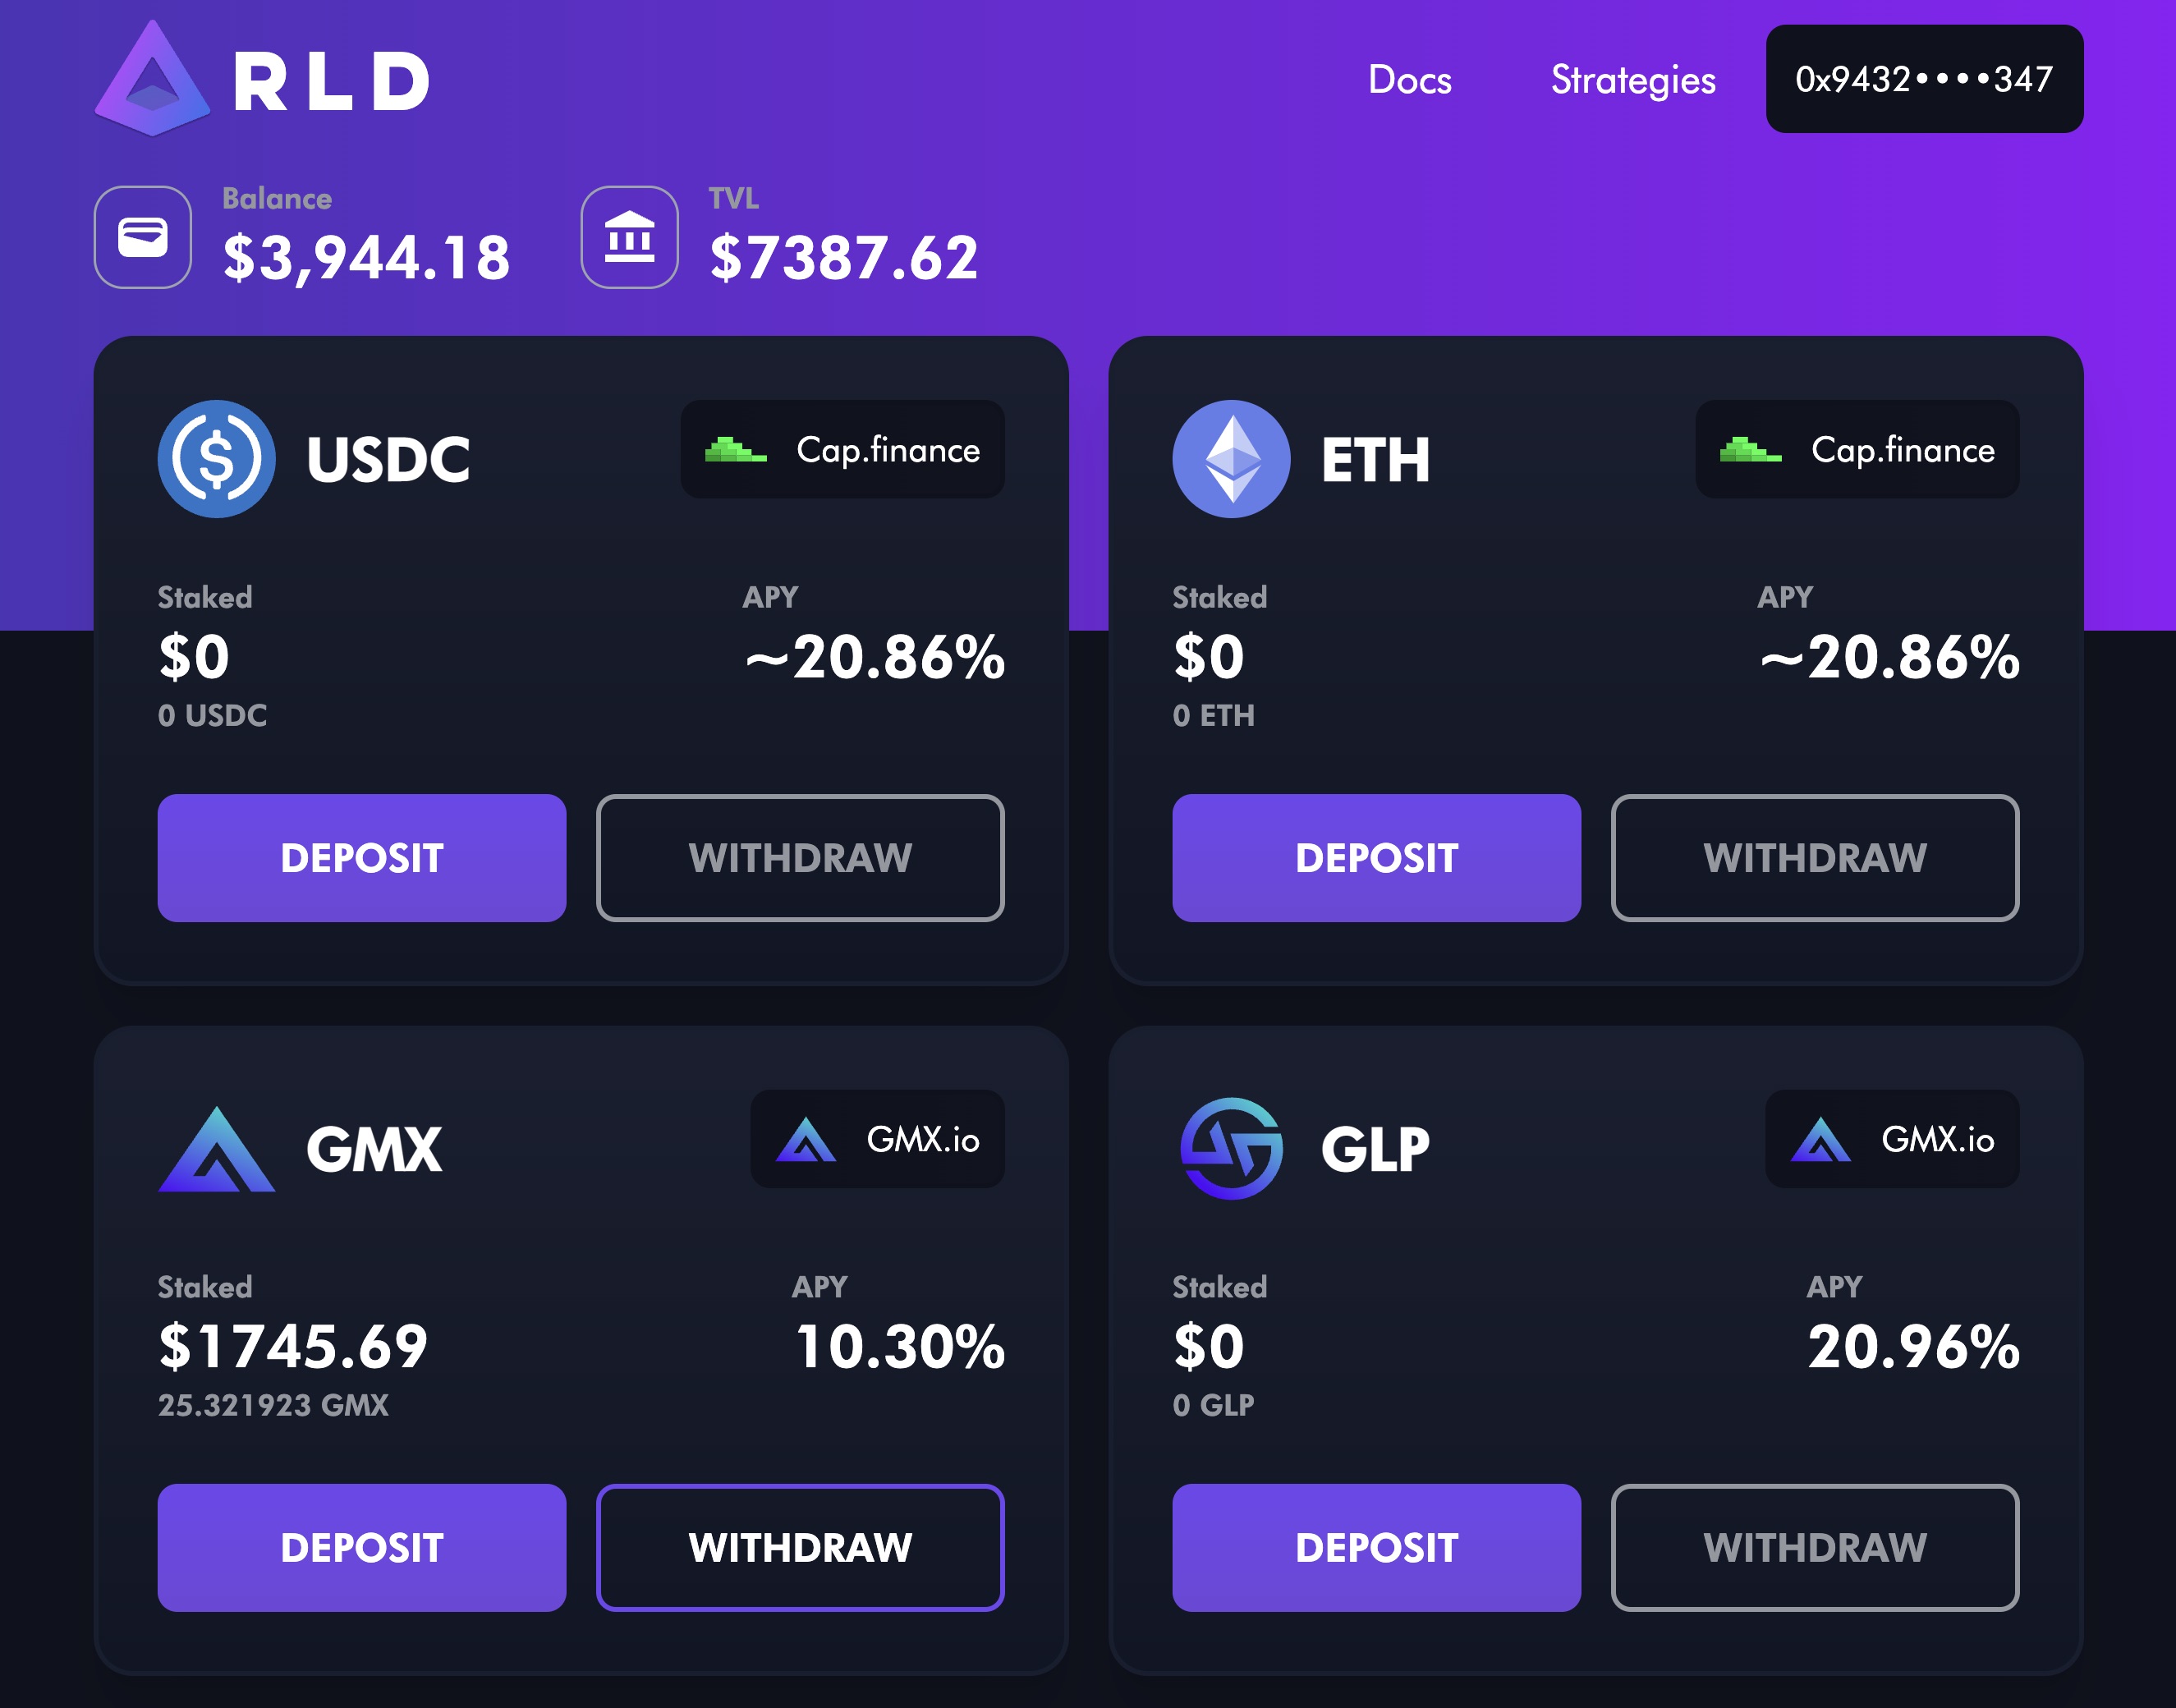 RLD
Docs
Strategies
0x9432••••347
Balance
$3,944.18
TVL
$7387.62
USDC
Cap.finance
Staked
$0
0 USDC
APY
~20.86%
DEPOSIT
WITHDRAW
ETH
Cap.finance
Staked
$0
0 ETH
APY
~20.86%
DEPOSIT
WITHDRAW
GMX
GMX.io
Staked
$1745.69
25.321923 GMX
APY
10.30%
DEPOSIT
WITHDRAW
GLP
GMX.io
Staked
$0
0 GLP
APY
20.96%
DEPOSIT
WITHDRAW